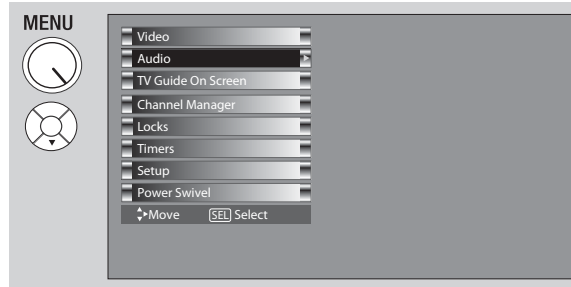 MENU
Video
Audio
TV Guide On Screen
Channel Manager
Locks
Timers
Setup
Power Swivel
Move SEL Select